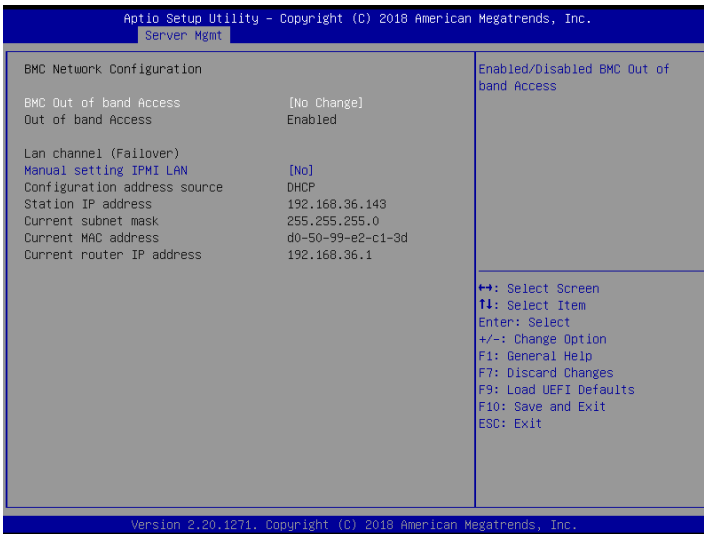 Aptio Setup Utility – Copyright (C) 2018 American Megatrends, Inc.
Server Mgmt
BMC Network Configuration
BMC Out of band Access [No Change]
Out of band Access Enabled
Lan channel (Failover)
Manual setting IPMI LAN [No]
Configuration address source DHCP
Station IP address 192.168.36.143
Current subnet mask 255.255.255.0
Current MAC address d0-50-99-e2-c1-3d
Current router IP address 192.168.36.1
Enabled/Disabled BMC Out of
band Access
↔: Select Screen
↑↓: Select Item
Enter: Select
+/-: Change Option
F1: General Help
F7: Discard Changes
F9: Load UEFI Defaults
F10: Save and Exit
ESC: Exit
Version 2.20.1271. Copyright (C) 2018 American Megatrends, Inc.